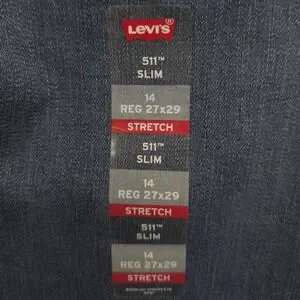 Levi's
511™
SLIM
14
REG 27x29
STRETCH
511™
SLIM
14
REG 27x29
STRETCH
511™
SLIM
14
REG 27x29
STRETCH